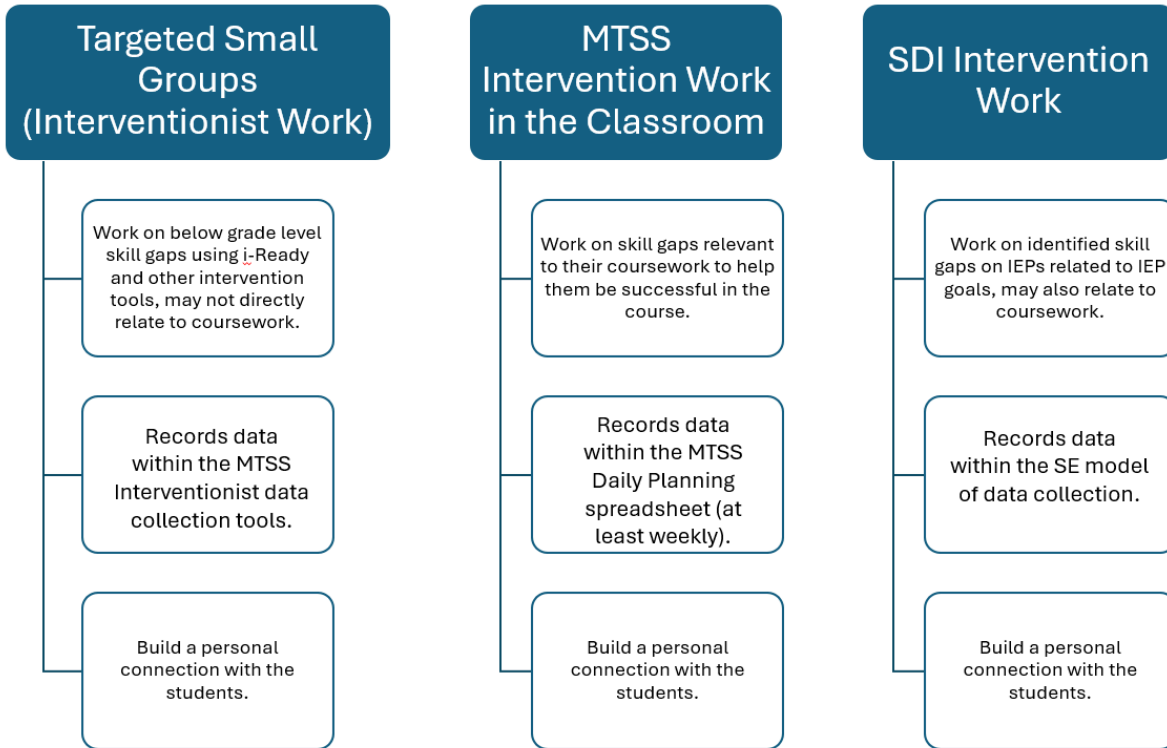 Targeted Small
Groups
(Interventionist Work)
Work on below grade level
skill gaps using i-Ready
and other intervention
tools, may not directly
relate to coursework.
Records data
within the MTSS
Interventionist data
collection tools.
Build a personal
connection with the
students.
MTSS
Intervention Work
in the Classroom
Work on skill gaps relevant
to their coursework to help
them be successful in the
course.
Records data
within the MTSS
Daily Planning
spreadsheet (at
least weekly).
Build a personal
connection with the
students.
SDI Intervention
Work
Work on identified skill
gaps on IEPs related to IEP
goals, may also relate to
coursework.
Records data
within the SE model
of data collection.
Build a personal
connection with the
students.